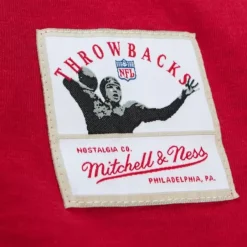 THROWBACKS
NFL
NOSTALGIA CO.
Mitchell & Ness
PHILADELPHIA, PA.